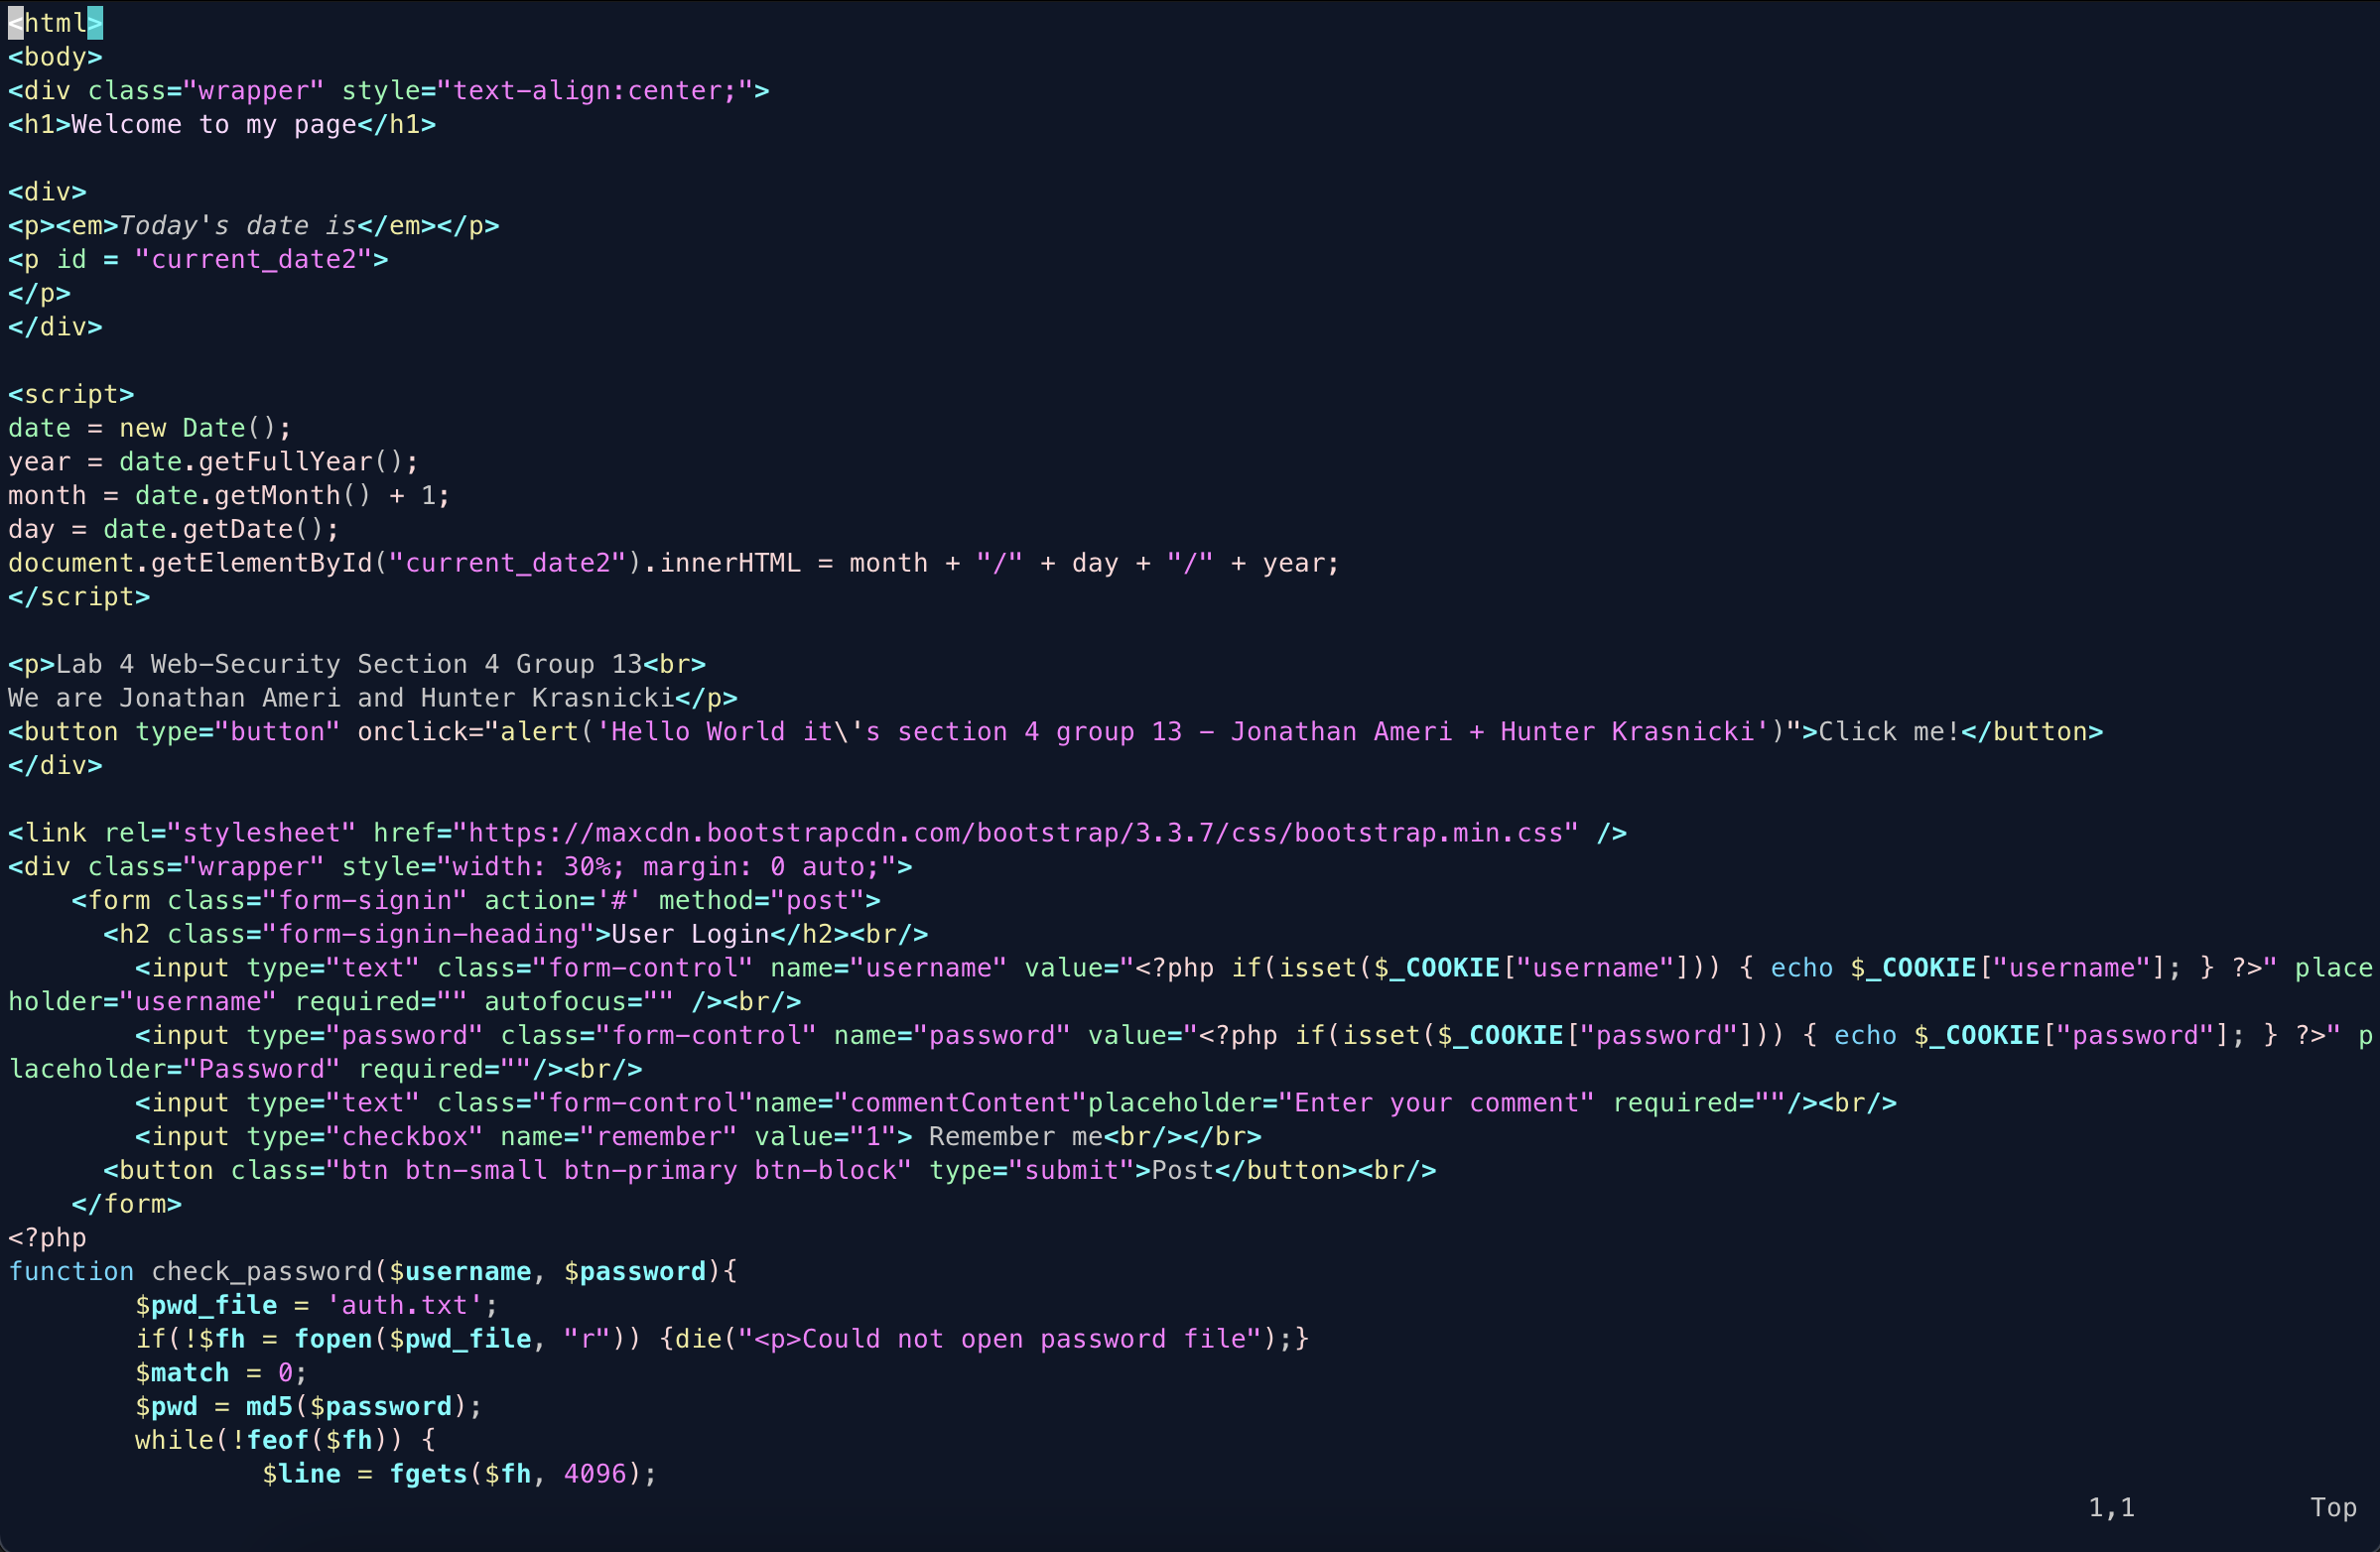 <html>
<body>
<div class="wrapper" style="text-align:center;">
<h1>Welcome to my page</h1>

<div>
<p><em>Today's date is</em></p>
<p id = "current_date2">
</p>
</div>

<script>
date = new Date();
year = date.getFullYear();
month = date.getMonth() + 1;
day = date.getDate();
document.getElementById("current_date2").innerHTML = month + "/" + day + "/" + year;
</script>

<p>Lab 4 Web-Security Section 4 Group 13<br>
We are Jonathan Ameri and Hunter Krasnicki</p>
<button type="button" onclick="alert('Hello World it\'s section 4 group 13 - Jonathan Ameri + Hunter Krasnicki')">Click me!</button>
</div>

<link rel="stylesheet" href="https://maxcdn.bootstrapcdn.com/bootstrap/3.3.7/css/bootstrap.min.css" />
<div class="wrapper" style="width: 30%; margin: 0 auto;">
    <form class="form-signin" action='#' method="post">
      <h2 class="form-signin-heading">User Login</h2><br/>
        <input type="text" class="form-control" name="username" value="<?php if(isset($_COOKIE["username"])) { echo $_COOKIE["username"]; } ?>" place
holder="username" required="" autofocus="" /><br/>
        <input type="password" class="form-control" name="password" value="<?php if(isset($_COOKIE["password"])) { echo $_COOKIE["password"]; } ?>" p
laceholder="Password" required=""/><br/>
        <input type="text" class="form-control"name="commentContent"placeholder="Enter your comment" required=""/><br/>
        <input type="checkbox" name="remember" value="1"> Remember me<br/></br>
      <button class="btn btn-small btn-primary btn-block" type="submit">Post</button><br/>
    </form>
<?php
function check_password($username, $password){
        $pwd_file = 'auth.txt';
        if(!$fh = fopen($pwd_file, "r")) {die("<p>Could not open password file");}
        $match = 0;
        $pwd = md5($password);
        while(!feof($fh)) {
                $line = fgets($fh, 4096);
1,1 Top